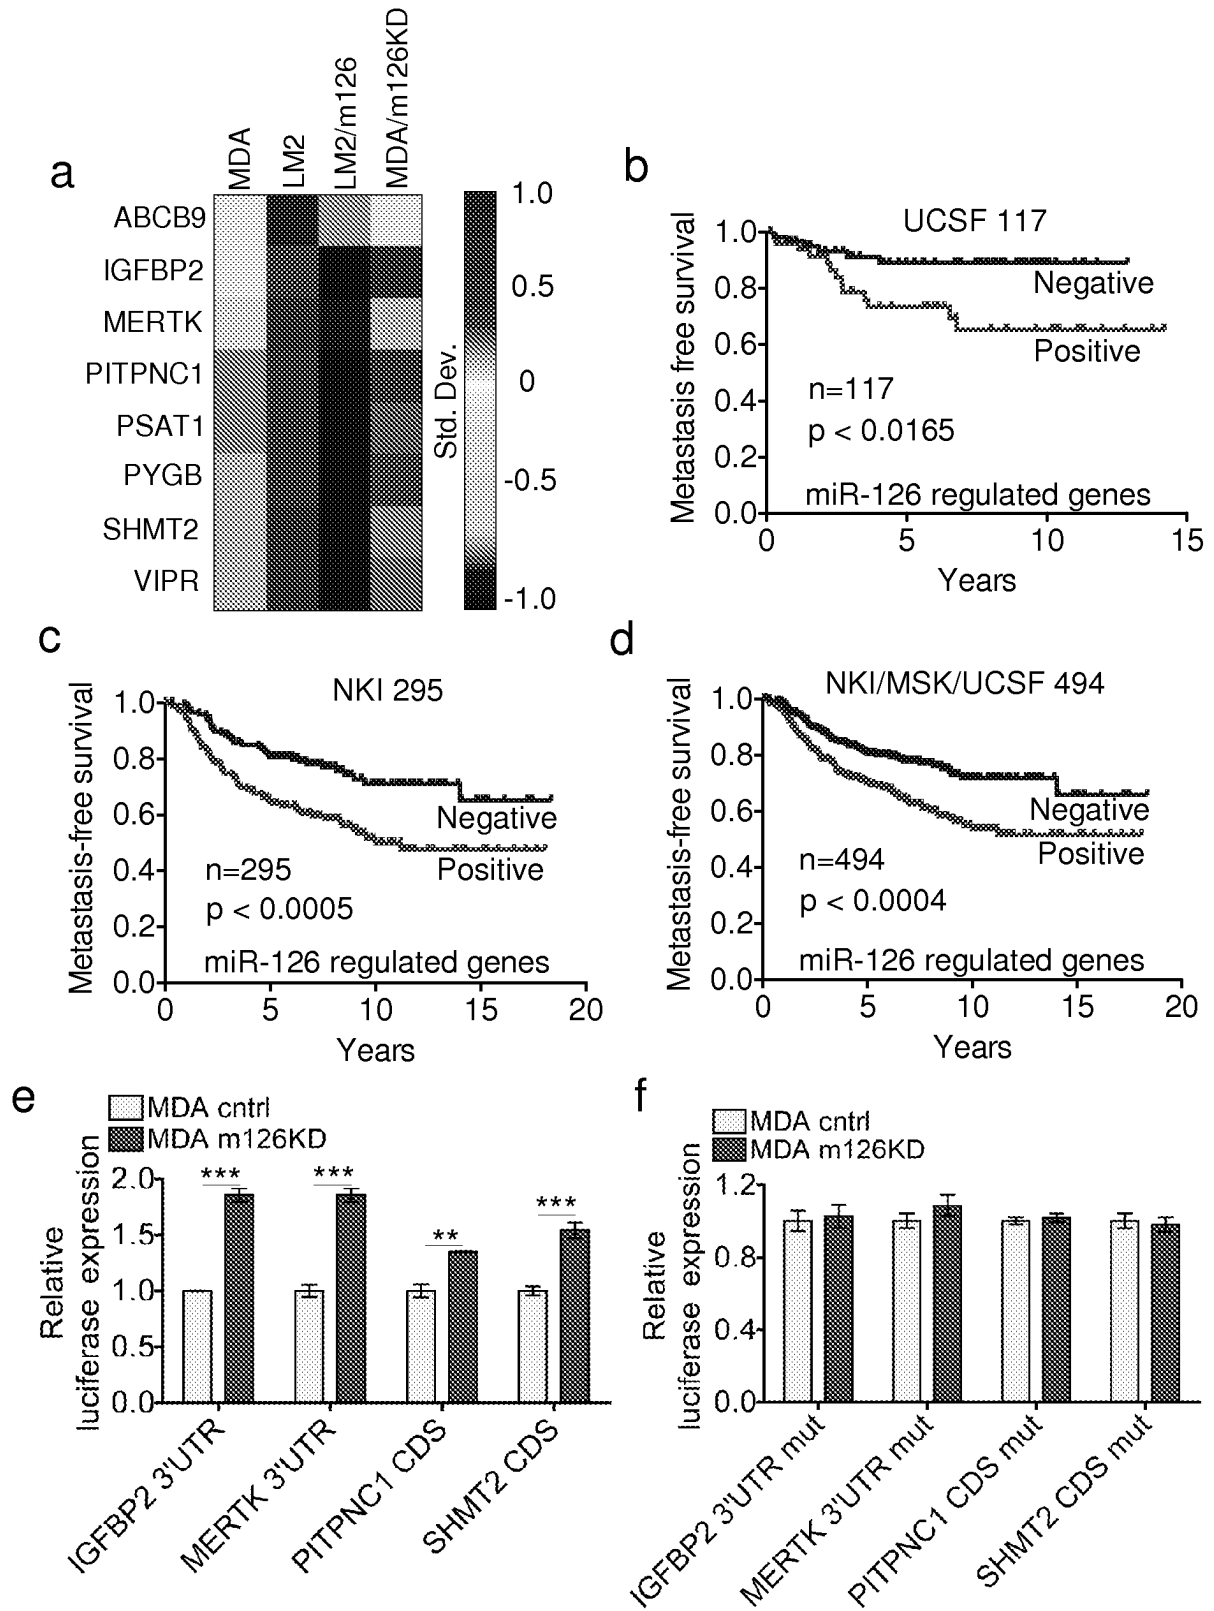 a
MDA
LM2
LM2/m126
MDA/m126KD
ABCB9
IGFBP2
MERTK
PITPNC1
PSAT1
PYGB
SHMT2
VIPR
Std. Dev.
1.0
0.5
0
-0.5
-1.0
b
UCSF 117
Metastasis free survival
1.0
0.8
0.6
0.4
0.2
0.0
Negative
Positive
n=117
p < 0.0165
miR-126 regulated genes
0 5 10 15
Years
c
NKI 295
Metastasis-free survival
1.0
0.8
0.6
0.4
0.2
0.0
Negative
Positive
n=295
p < 0.0005
miR-126 regulated genes
0 5 10 15 20
Years
d
NKI/MSK/UCSF 494
Metastasis-free survival
1.0
0.8
0.6
0.4
0.2
0.0
Negative
Positive
n=494
p < 0.0004
miR-126 regulated genes
0 5 10 15 20
Years
e
MDA cntrl
MDA m126KD
Relative
luciferase expression
2.0
1.5
1.0
0.5
0.0
***
***
**
***
IGFBP2 3'UTR
MERTK 3'UTR
PITPNC1 CDS
SHMT2 CDS
f
MDA cntrl
MDA m126KD
Relative
luciferase expression
1.2
0.8
0.4
0.0
IGFBP2 3'UTR mut
MERTK 3'UTR mut
PITPNC1 CDS mut
SHMT2 CDS mut